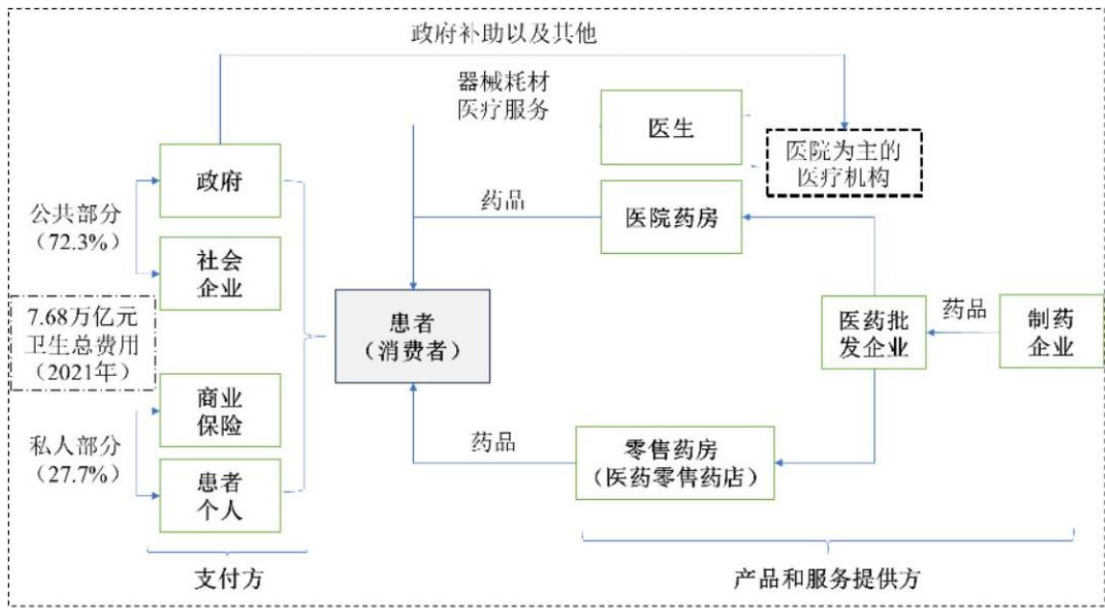 政府补助以及其他
器械耗材
医疗服务
医生
医院为主的
医疗机构
政府
公共部分
（72.3%）
药品
医院药房
社会
企业
7.68万亿元
卫生总费用
（2021年）
患者
（消费者）
医药批
发企业
药品
制药
企业
商业
保险
私人部分
（27.7%）
药品
零售药房
（医药零售药店）
患者
个人
支付方
产品和服务提供方